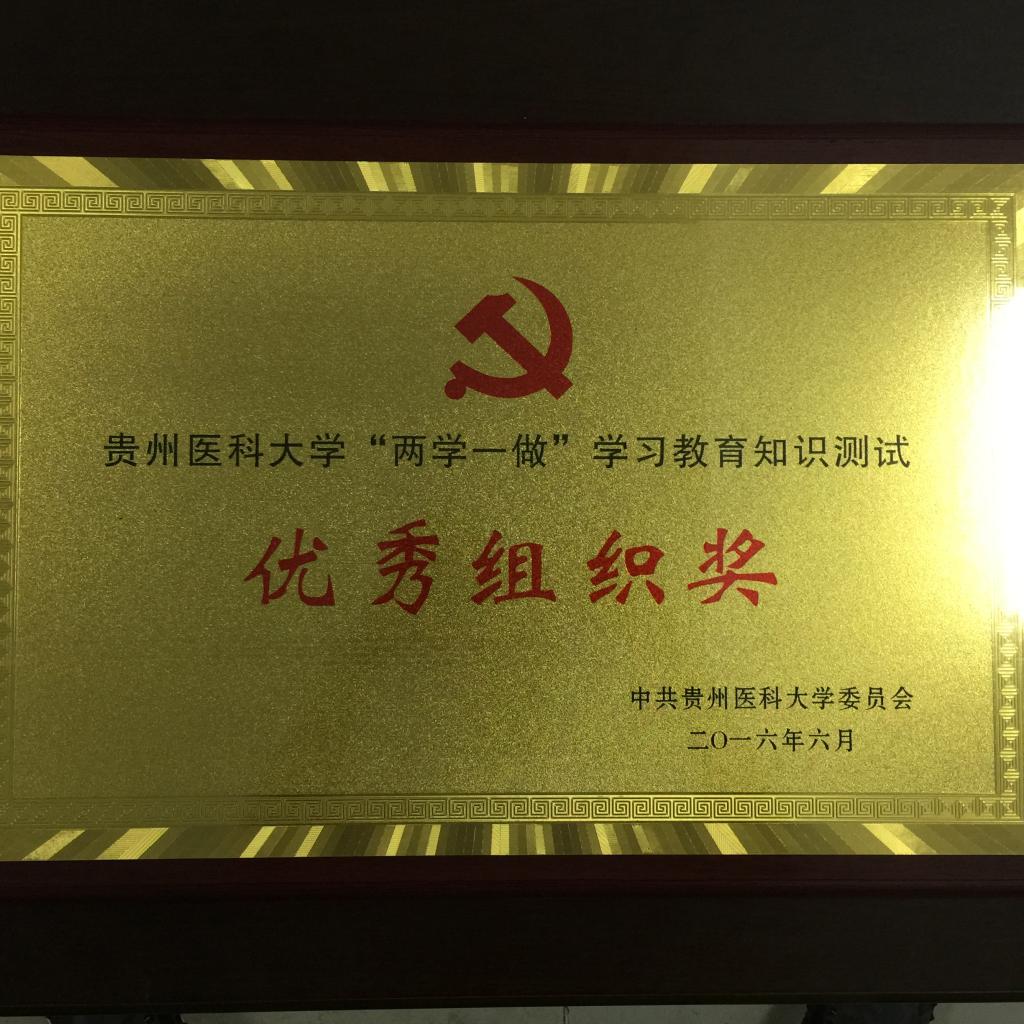 贵州医科大学“两学一做”学习教育知识测试
优秀组织奖
中共贵州医科大学委员会
二〇一六年六月